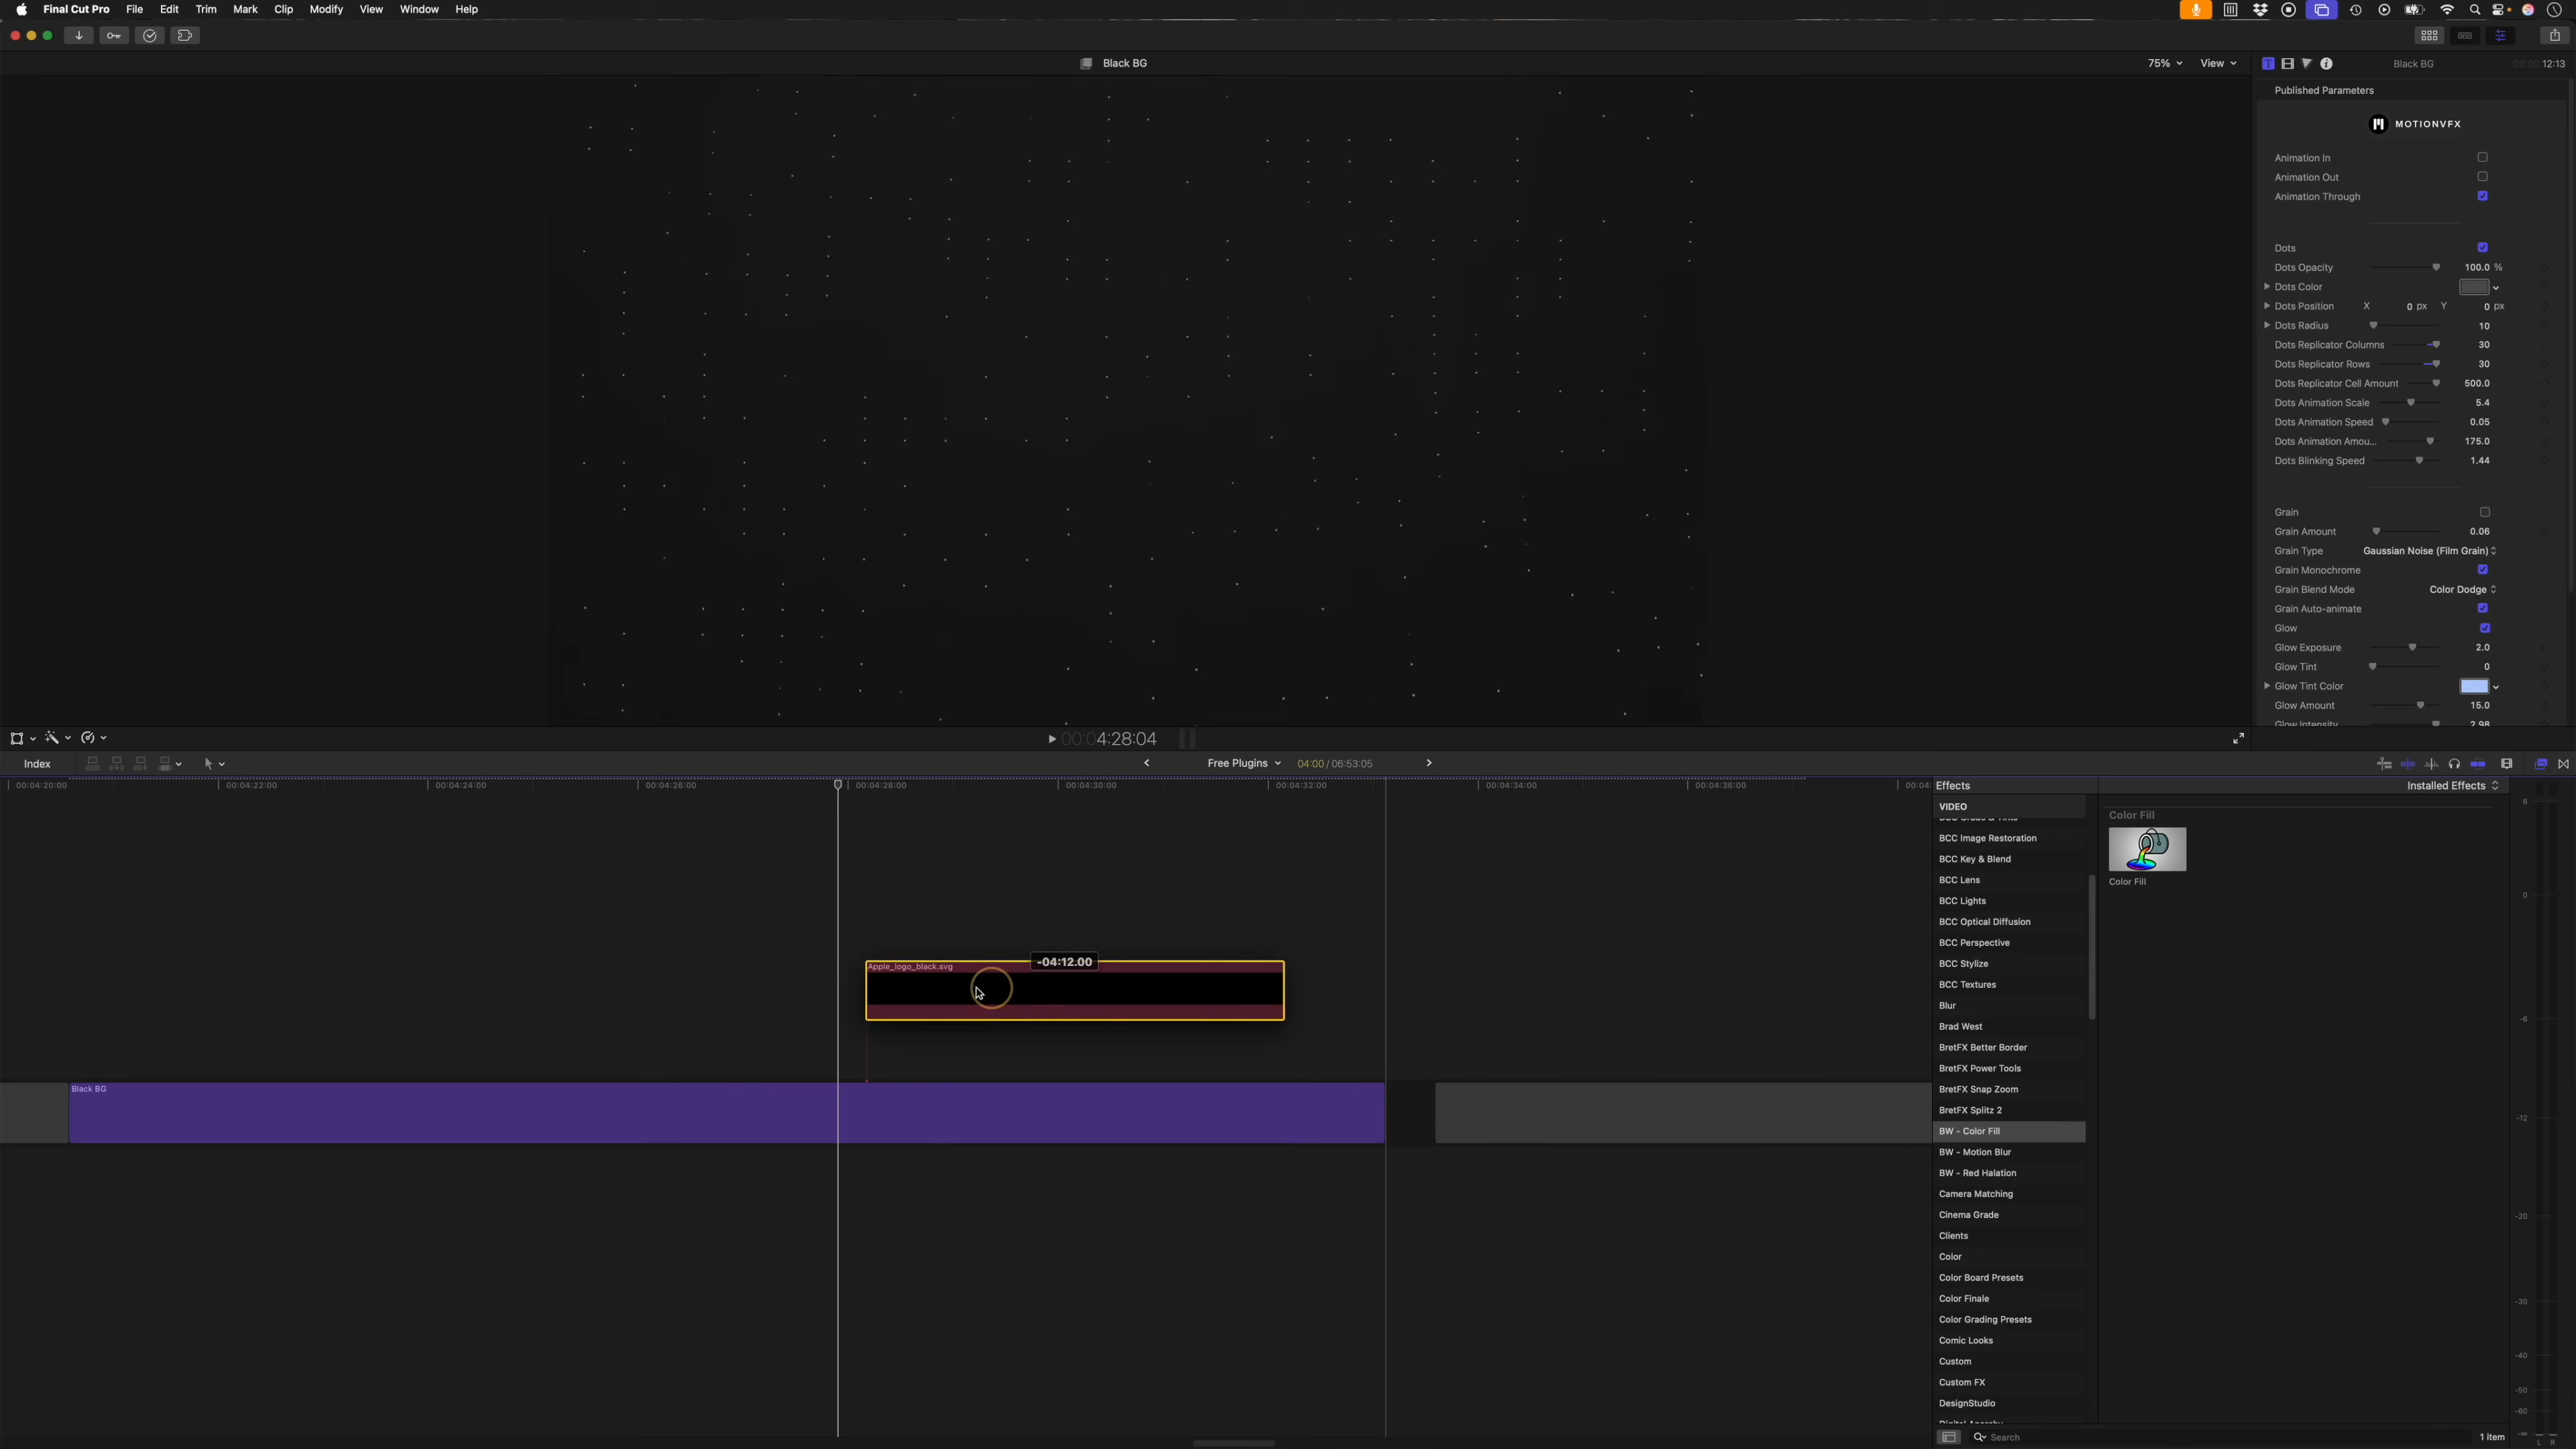 Final Cut Pro File Edit Trim Mark Clip Modify View Window Help
Black BG 75% View
Black BG 00:00:12:13
Published Parameters
MOTIONVFX
Animation In
Animation Out
Animation Through
Dots
Dots Opacity 100.0 %
Dots Color
Dots Position X 0 px Y 0 px
Dots Radius 10
Dots Replicator Columns 30
Dots Replicator Rows 30
Dots Replicator Cell Amount 500.0
Dots Animation Scale 5.4
Dots Animation Speed 0.05
Dots Animation Amou... 175.0
Dots Blinking Speed 1.44
Grain
Grain Amount 0.06
Grain Type Gaussian Noise (Film Grain)
Grain Monochrome
Grain Blend Mode Color Dodge
Grain Auto-animate
Glow
Glow Exposure 2.0
Glow Tint 0
Glow Tint Color
Glow Amount 15.0
Glow Intensity 2.98
00:04:28:04
Index Free Plugins 04:00 / 06:53:05
00:04:20:00 00:04:22:00 00:04:24:00 00:04:26:00 00:04:28:00 00:04:30:00 00:04:32:00 00:04:34:00 00:04:36:00 00:04:
Apple_logo_black.svg
-04:12.00
Black BG
Effects Installed Effects
VIDEO
BCC Image Restoration
BCC Key & Blend
BCC Lens
BCC Lights
BCC Optical Diffusion
BCC Perspective
BCC Stylize
BCC Textures
Blur
Brad West
BretFX Better Border
BretFX Power Tools
BretFX Snap Zoom
BretFX Splitz 2
BW - Color Fill
BW - Motion Blur
BW - Red Halation
Camera Matching
Cinema Grade
Clients
Color
Color Board Presets
Color Finale
Color Grading Presets
Comic Looks
Custom
Custom FX
DesignStudio
Color Fill
Color Fill
Search
1 item
6
0
-6
-12
-20
-30
-40
-50
-60
-∞
L R